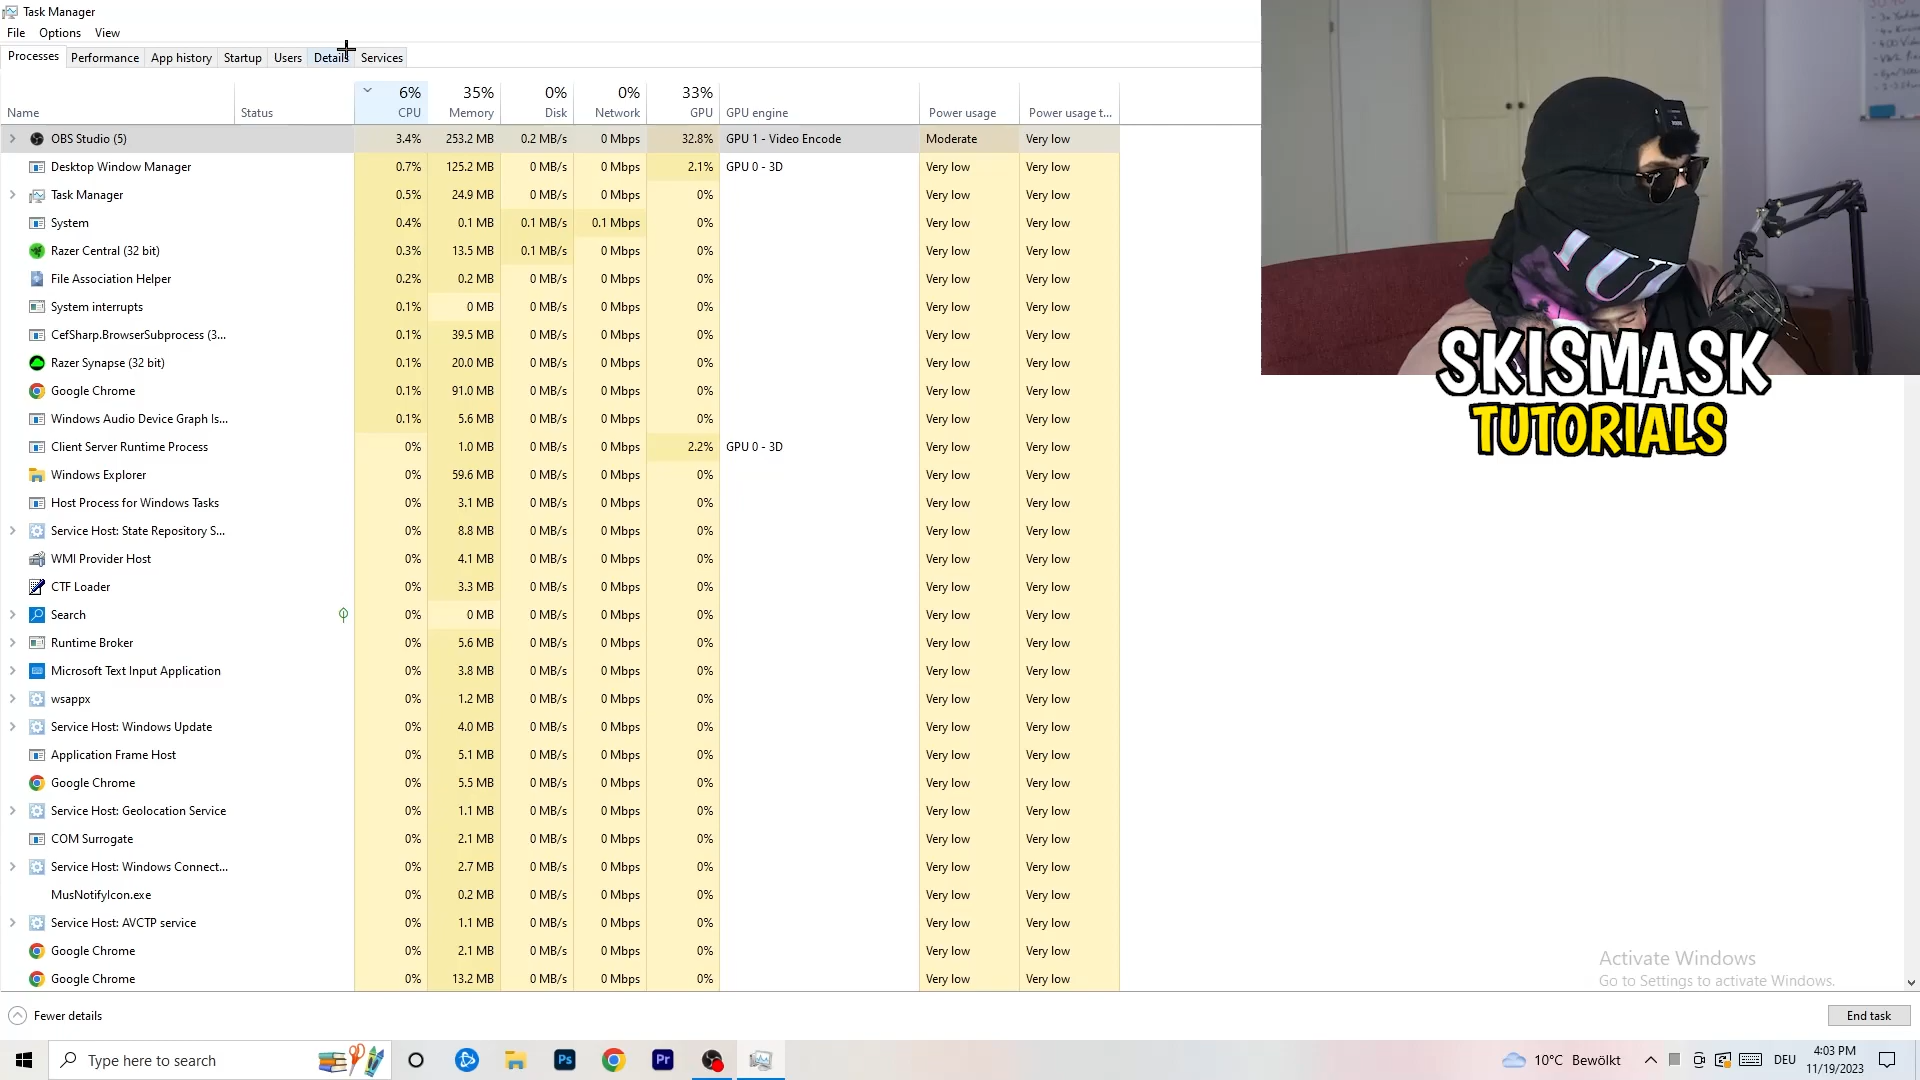 Task Manager
File Options View
Processes Performance App history Startup Users Details Services
6% 35% 0% 0% 33%
Name Status CPU Memory Disk Network GPU GPU engine Power usage Power usage t...
OBS Studio (5) 3.4% 253.2 MB 0.2 MB/s 0 Mbps 32.8% GPU 1 - Video Encode Moderate Very low
Desktop Window Manager 0.7% 125.2 MB 0 MB/s 0 Mbps 2.1% GPU 0 - 3D Very low Very low
Task Manager 0.5% 24.9 MB 0 MB/s 0 Mbps 0% Very low Very low
System 0.4% 0.1 MB 0.1 MB/s 0.1 Mbps 0% Very low Very low
Razer Central (32 bit) 0.3% 13.5 MB 0.1 MB/s 0 Mbps 0% Very low Very low
File Association Helper 0.2% 0.2 MB 0 MB/s 0 Mbps 0% Very low Very low
System interrupts 0.1% 0 MB 0 MB/s 0 Mbps 0% Very low Very low
CefSharp.BrowserSubprocess (3... 0.1% 39.5 MB 0 MB/s 0 Mbps 0% Very low Very low
Razer Synapse (32 bit) 0.1% 20.0 MB 0 MB/s 0 Mbps 0% Very low Very low
Google Chrome 0.1% 91.0 MB 0 MB/s 0 Mbps 0% Very low Very low
Windows Audio Device Graph Is... 0.1% 5.6 MB 0 MB/s 0 Mbps 0% Very low Very low
Client Server Runtime Process 0% 1.0 MB 0 MB/s 0 Mbps 2.2% GPU 0 - 3D Very low Very low
Windows Explorer 0% 59.6 MB 0 MB/s 0 Mbps 0% Very low Very low
Host Process for Windows Tasks 0% 3.1 MB 0 MB/s 0 Mbps 0% Very low Very low
Service Host: State Repository S... 0% 8.8 MB 0 MB/s 0 Mbps 0% Very low Very low
WMI Provider Host 0% 4.1 MB 0 MB/s 0 Mbps 0% Very low Very low
CTF Loader 0% 3.3 MB 0 MB/s 0 Mbps 0% Very low Very low
Search 0% 0 MB 0 MB/s 0 Mbps 0% Very low Very low
Runtime Broker 0% 5.6 MB 0 MB/s 0 Mbps 0% Very low Very low
Microsoft Text Input Application 0% 3.8 MB 0 MB/s 0 Mbps 0% Very low Very low
wsappx 0% 1.2 MB 0 MB/s 0 Mbps 0% Very low Very low
Service Host: Windows Update 0% 4.0 MB 0 MB/s 0 Mbps 0% Very low Very low
Application Frame Host 0% 5.1 MB 0 MB/s 0 Mbps 0% Very low Very low
Google Chrome 0% 5.5 MB 0 MB/s 0 Mbps 0% Very low Very low
Service Host: Geolocation Service 0% 1.1 MB 0 MB/s 0 Mbps 0% Very low Very low
COM Surrogate 0% 2.1 MB 0 MB/s 0 Mbps 0% Very low Very low
Service Host: Windows Connect... 0% 2.7 MB 0 MB/s 0 Mbps 0% Very low Very low
MusNotifyIcon.exe 0% 0.2 MB 0 MB/s 0 Mbps 0% Very low Very low
Service Host: AVCTP service 0% 1.1 MB 0 MB/s 0 Mbps 0% Very low Very low
Google Chrome 0% 2.1 MB 0 MB/s 0 Mbps 0% Very low Very low
Google Chrome 0% 13.2 MB 0 MB/s 0 Mbps 0% Very low Very low
SKISMASK
TUTORIALS
Activate Windows
Go to Settings to activate Windows.
Fewer details End task
Type here to search Ps Pr 10°C Bewölkt DEU 4:03 PM
11/19/2023